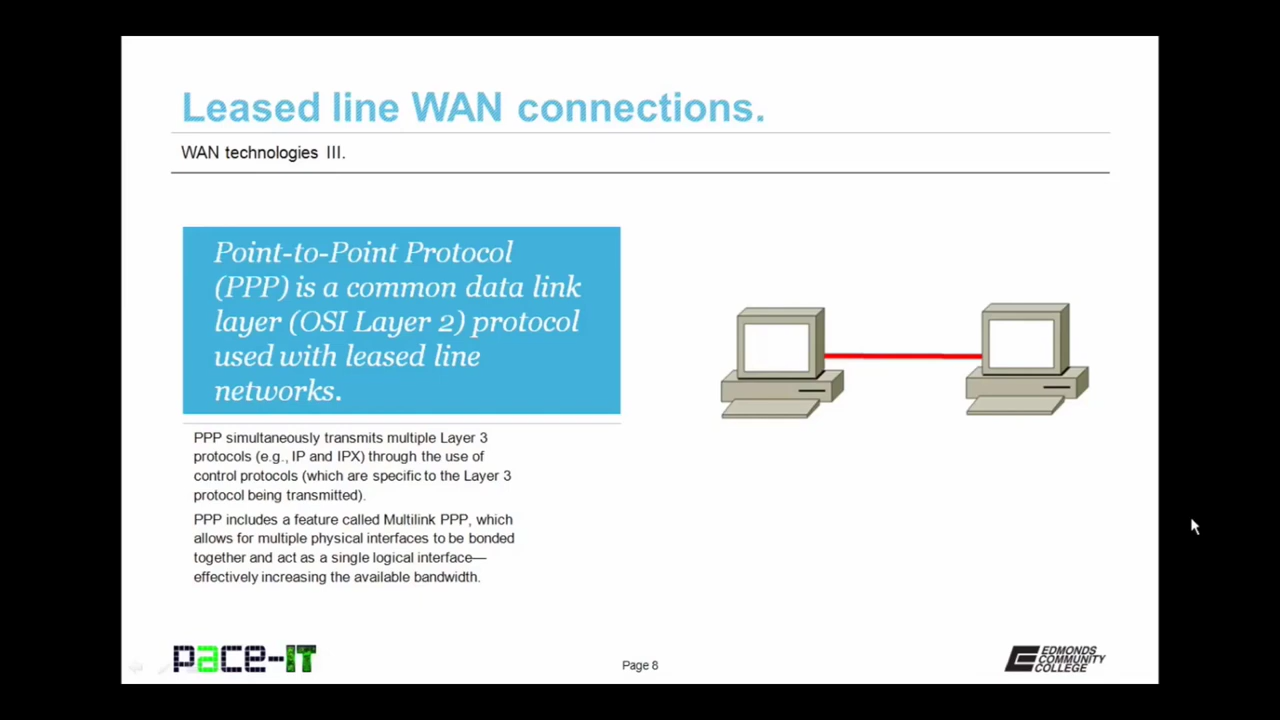 Leased line WAN connections.
WAN technologies III.
Point-to-Point Protocol
(PPP) is a common data link
layer (OSI Layer 2) protocol
used with leased line
networks.
PPP simultaneously transmits multiple Layer 3
protocols (e.g., IP and IPX) through the use of
control protocols (which are specific to the Layer 3
protocol being transmitted).
PPP includes a feature called Multilink PPP, which
allows for multiple physical interfaces to be bonded
together and act as a single logical interface—
effectively increasing the available bandwidth.
pace-IT
Page 8
EDMONDS
COMMUNITY
COLLEGE